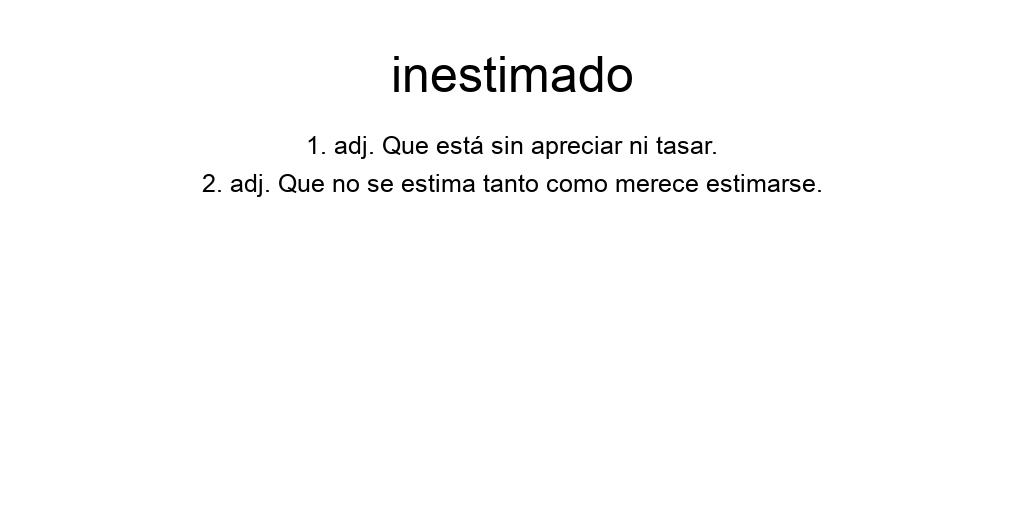 inestimado
1. adj. Que está sin apreciar ni tasar.
2. adj. Que no se estima tanto como merece estimarse.